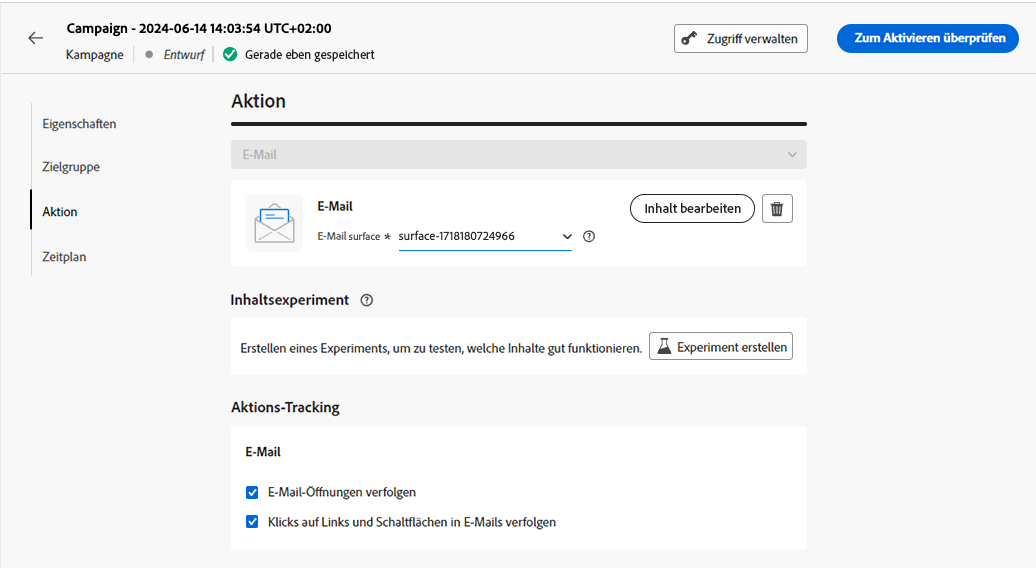 Campaign - 2024-06-14 14:03:54 UTC+02:00
Kampagne Entwurf Gerade eben gespeichert
Zugriff verwalten
Zum Aktivieren überprüfen
Eigenschaften
Zielgruppe
Aktion
Zeitplan
Aktion
E-Mail
E-Mail
E-Mail surface * surface-1718180724966
Inhalt bearbeiten
Inhaltsexperiment
Erstellen eines Experiments, um zu testen, welche Inhalte gut funktionieren.
Experiment erstellen
Aktions-Tracking
E-Mail
E-Mail-Öffnungen verfolgen
Klicks auf Links und Schaltflächen in E-Mails verfolgen